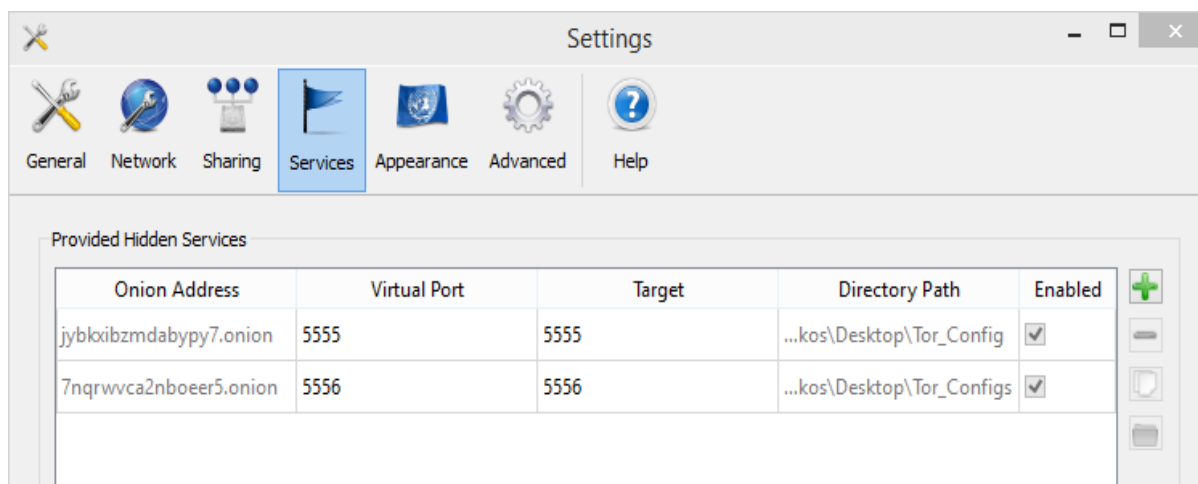 Settings
General Network Sharing Services Appearance Advanced Help
Provided Hidden Services
Onion Address Virtual Port Target Directory Path Enabled
jybkxibzmdabypy7.onion 5555 5555 ...kos\Desktop\Tor_Config
7nqrwvca2nboeer5.onion 5556 5556 ...kos\Desktop\Tor_Configs